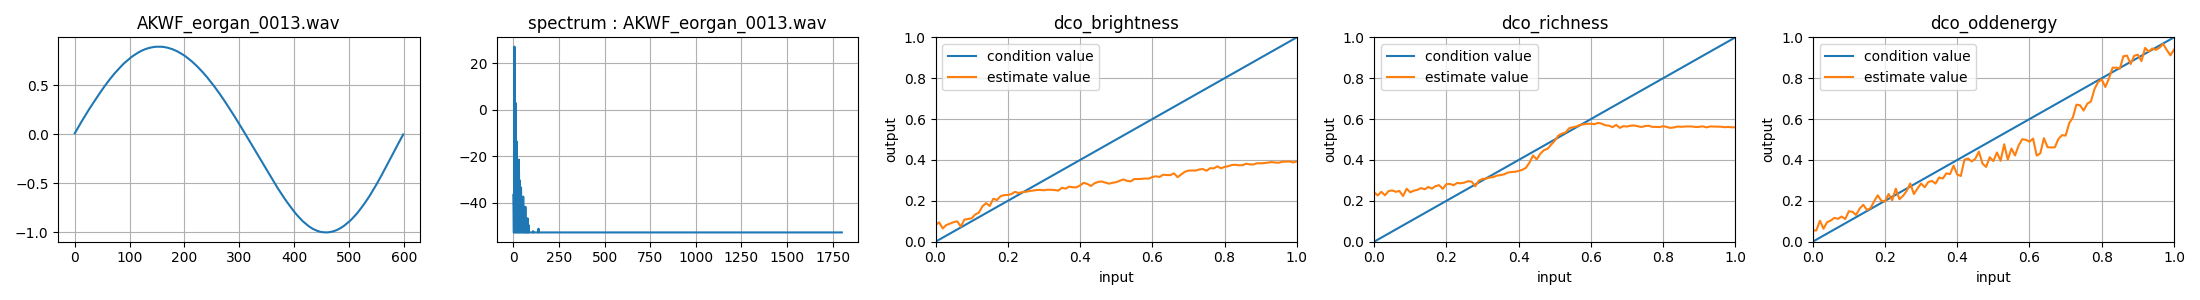 AKWF_eorgan_0013.wav
0.5
0.0
−0.5
−1.0
0 100 200 300 400 500 600
spectrum : AKWF_eorgan_0013.wav
20
0
−20
−40
0 250 500 750 1000 1250 1500 1750
dco_brightness
condition value
estimate value
output
1.0
0.8
0.6
0.4
0.2
0.0
0.0 0.2 0.4 0.6 0.8 1.0
input
dco_richness
condition value
estimate value
output
1.0
0.8
0.6
0.4
0.2
0.0
0.0 0.2 0.4 0.6 0.8 1.0
input
dco_oddenergy
condition value
estimate value
output
1.0
0.8
0.6
0.4
0.2
0.0
0.0 0.2 0.4 0.6 0.8 1.0
input